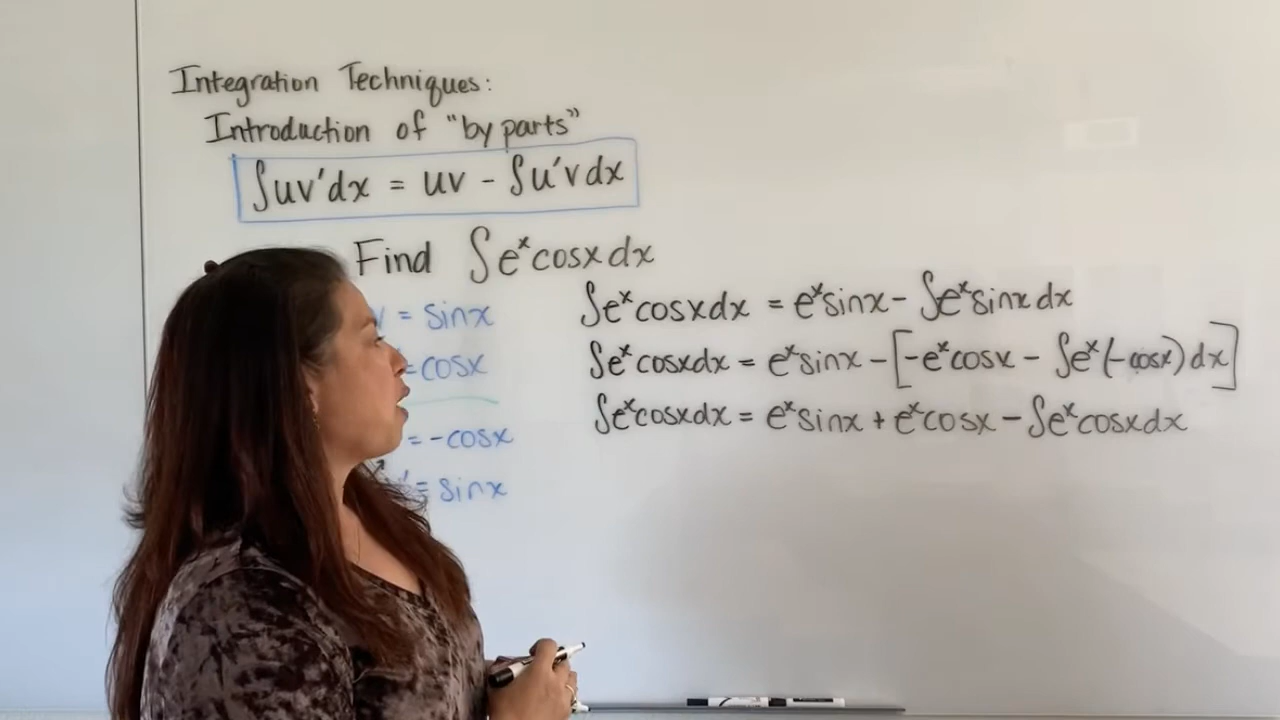 Integration Techniques:
Introduction of "by parts"
∫uv'dx = uv - ∫u'vdx
Find ∫eˣcosxdx
v = sinx
=cosx
= -cosx
v'= sinx
∫eˣcosxdx = eˣsinx- ∫eˣsinxdx
∫eˣcosxdx = eˣsinx -[-eˣcosx - ∫eˣ(-cosx)dx]
∫eˣcosxdx = eˣsinx + eˣcosx - ∫eˣcosxdx